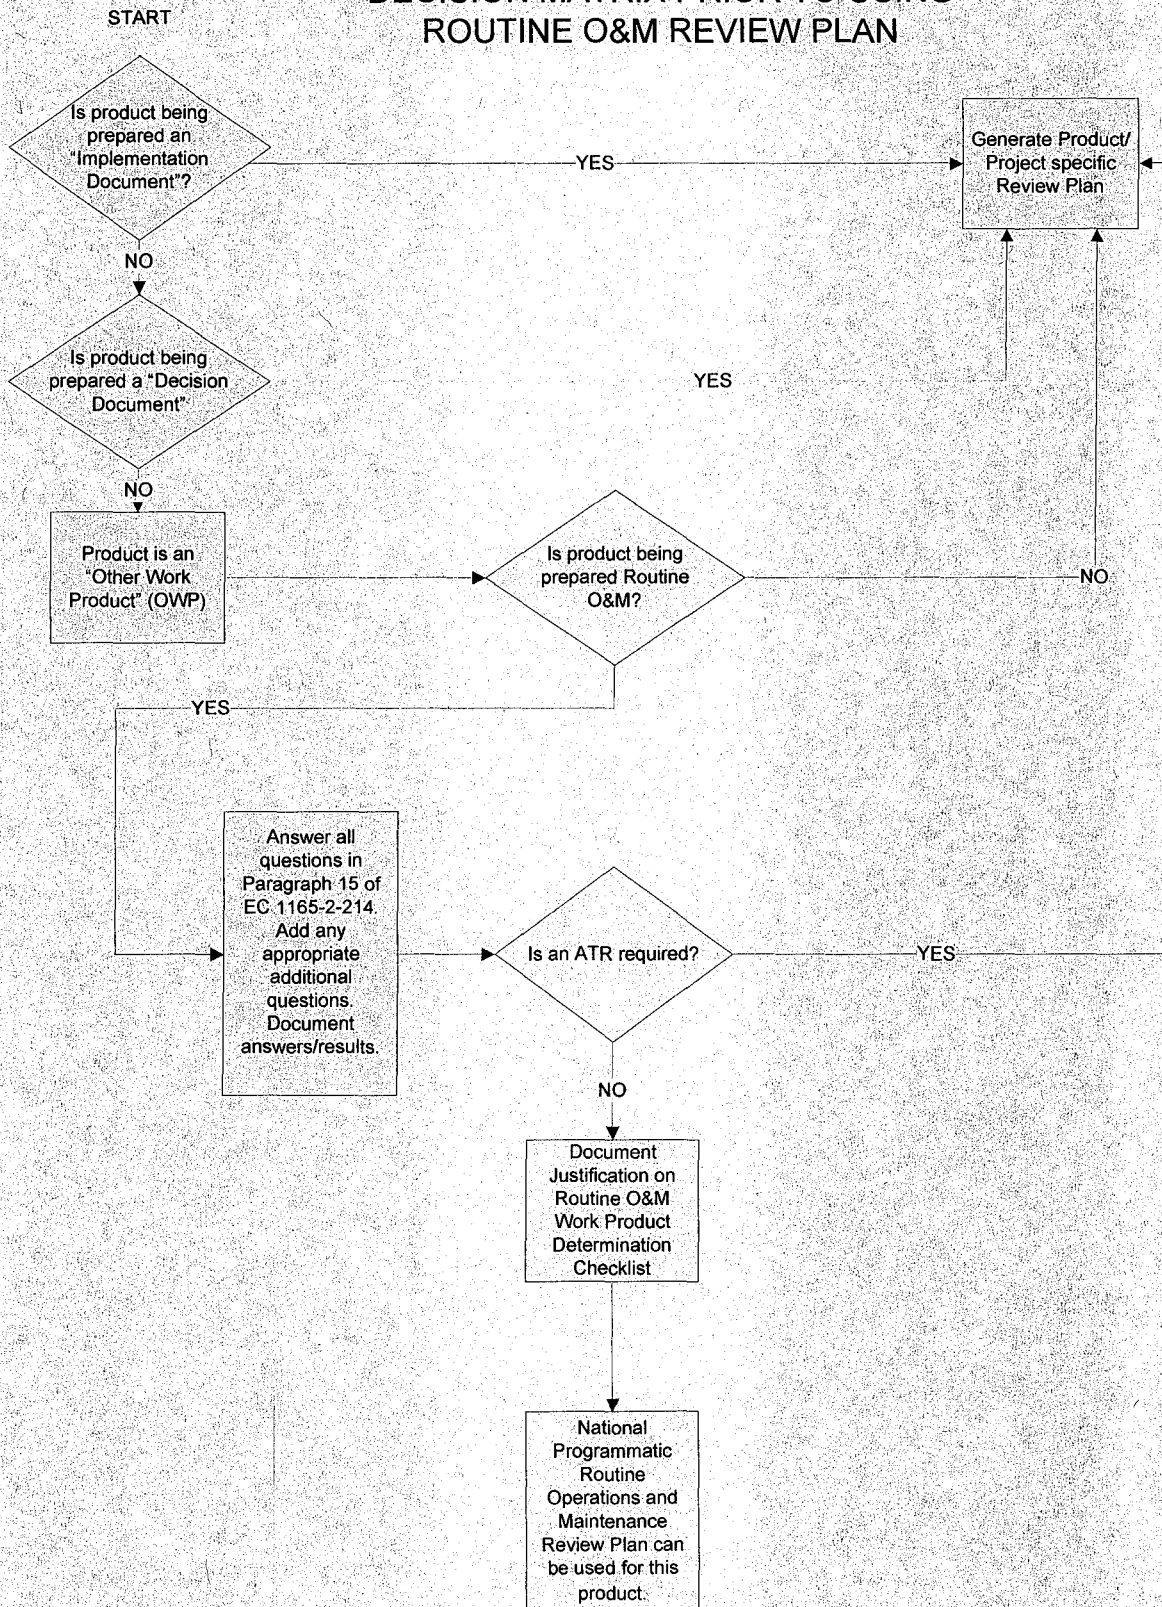 START
ROUTINE O&M REVIEW PLAN
Is product being
prepared an
"Implementation
Document"?
YES
Generate Product/
Project specific
Review Plan
NO
Is product being
prepared a "Decision
Document"
YES
NO
Product is an
"Other Work
Product" (OWP)
Is product being
prepared Routine
O&M?
NO
YES
Answer all
questions in
Paragraph 15 of
EC 1165-2-214.
Add any
appropriate
additional
questions.
Document
answers/results.
Is an ATR required?
YES
NO
Document
Justification on
Routine O&M
Work Product
Determination
Checklist
National
Programmatic
Routine
Operations and
Maintenance
Review Plan can
be used for this
product.